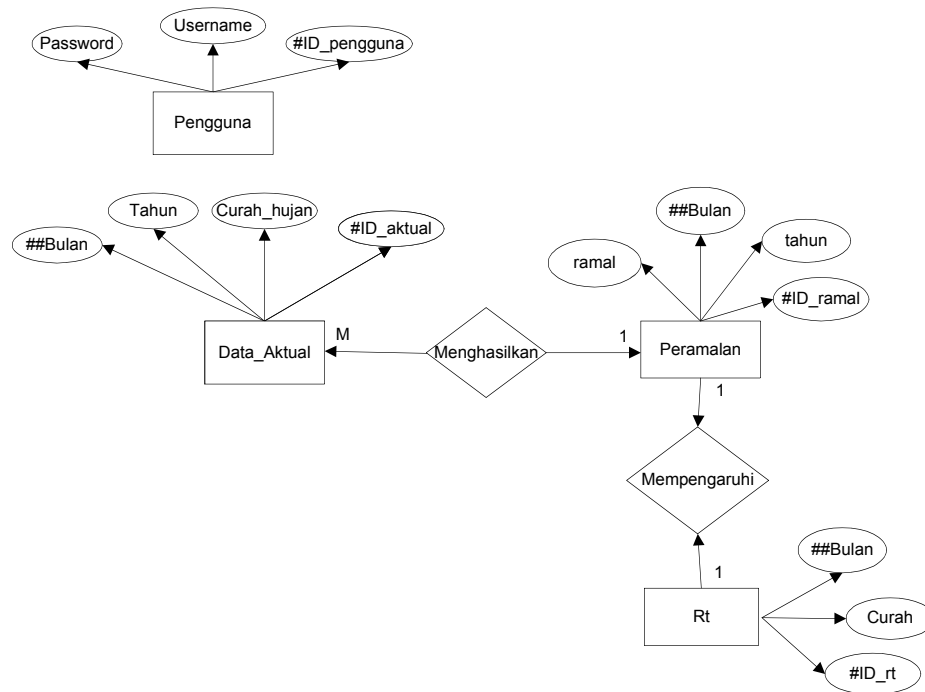 Username
Password
#ID_pengguna
Pengguna
Tahun
Curah_hujan
#ID_aktual
##Bulan
##Bulan
tahun
ramal
#ID_ramal
M
1
Data_Aktual
Menghasilkan
Peramalan
1
Mempengaruhi
1
##Bulan
Rt
Curah
#ID_rt